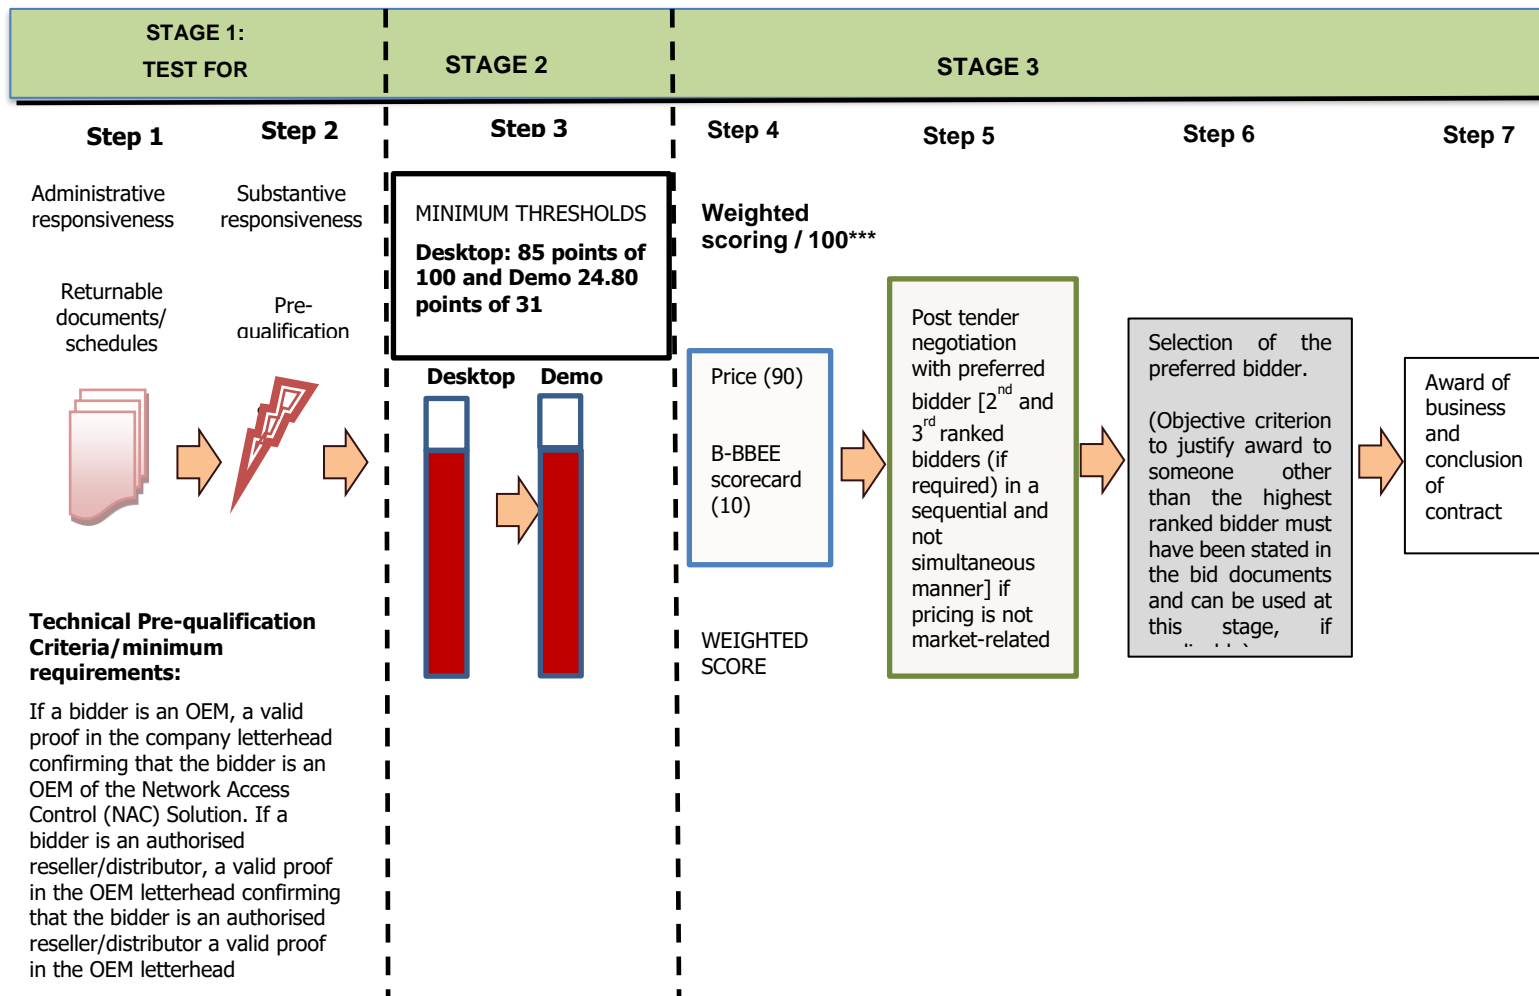 STAGE 1:
TEST FOR
STAGE 2
STAGE 3
Step 1
Step 2
Step 3
Step 4
Step 5
Step 6
Step 7
Administrative
responsiveness
Substantive
responsiveness
Returnable
documents/
schedules
Pre-
qualification
MINIMUM THRESHOLDS
Desktop: 85 points of
100 and Demo 24.80
points of 31
Desktop
Demo
Weighted
scoring / 100***
Price (90)
B-BBEE
scorecard
(10)
WEIGHTED
SCORE
Post tender
negotiation
with preferred
bidder [2nd and
3rd ranked
bidders (if
required) in a
sequential and
not
simultaneous
manner] if
pricing is not
market-related
Selection of the
preferred bidder.
(Objective criterion
to justify award to
someone other
than the highest
ranked bidder must
have been stated in
the bid documents
and can be used at
this stage, if
Award of
business
and
conclusion
of
contract
Technical Pre-qualification
Criteria/minimum
requirements:
If a bidder is an OEM, a valid
proof in the company letterhead
confirming that the bidder is an
OEM of the Network Access
Control (NAC) Solution. If a
bidder is an authorised
reseller/distributor, a valid proof
in the OEM letterhead confirming
that the bidder is an authorised
reseller/distributor a valid proof
in the OEM letterhead